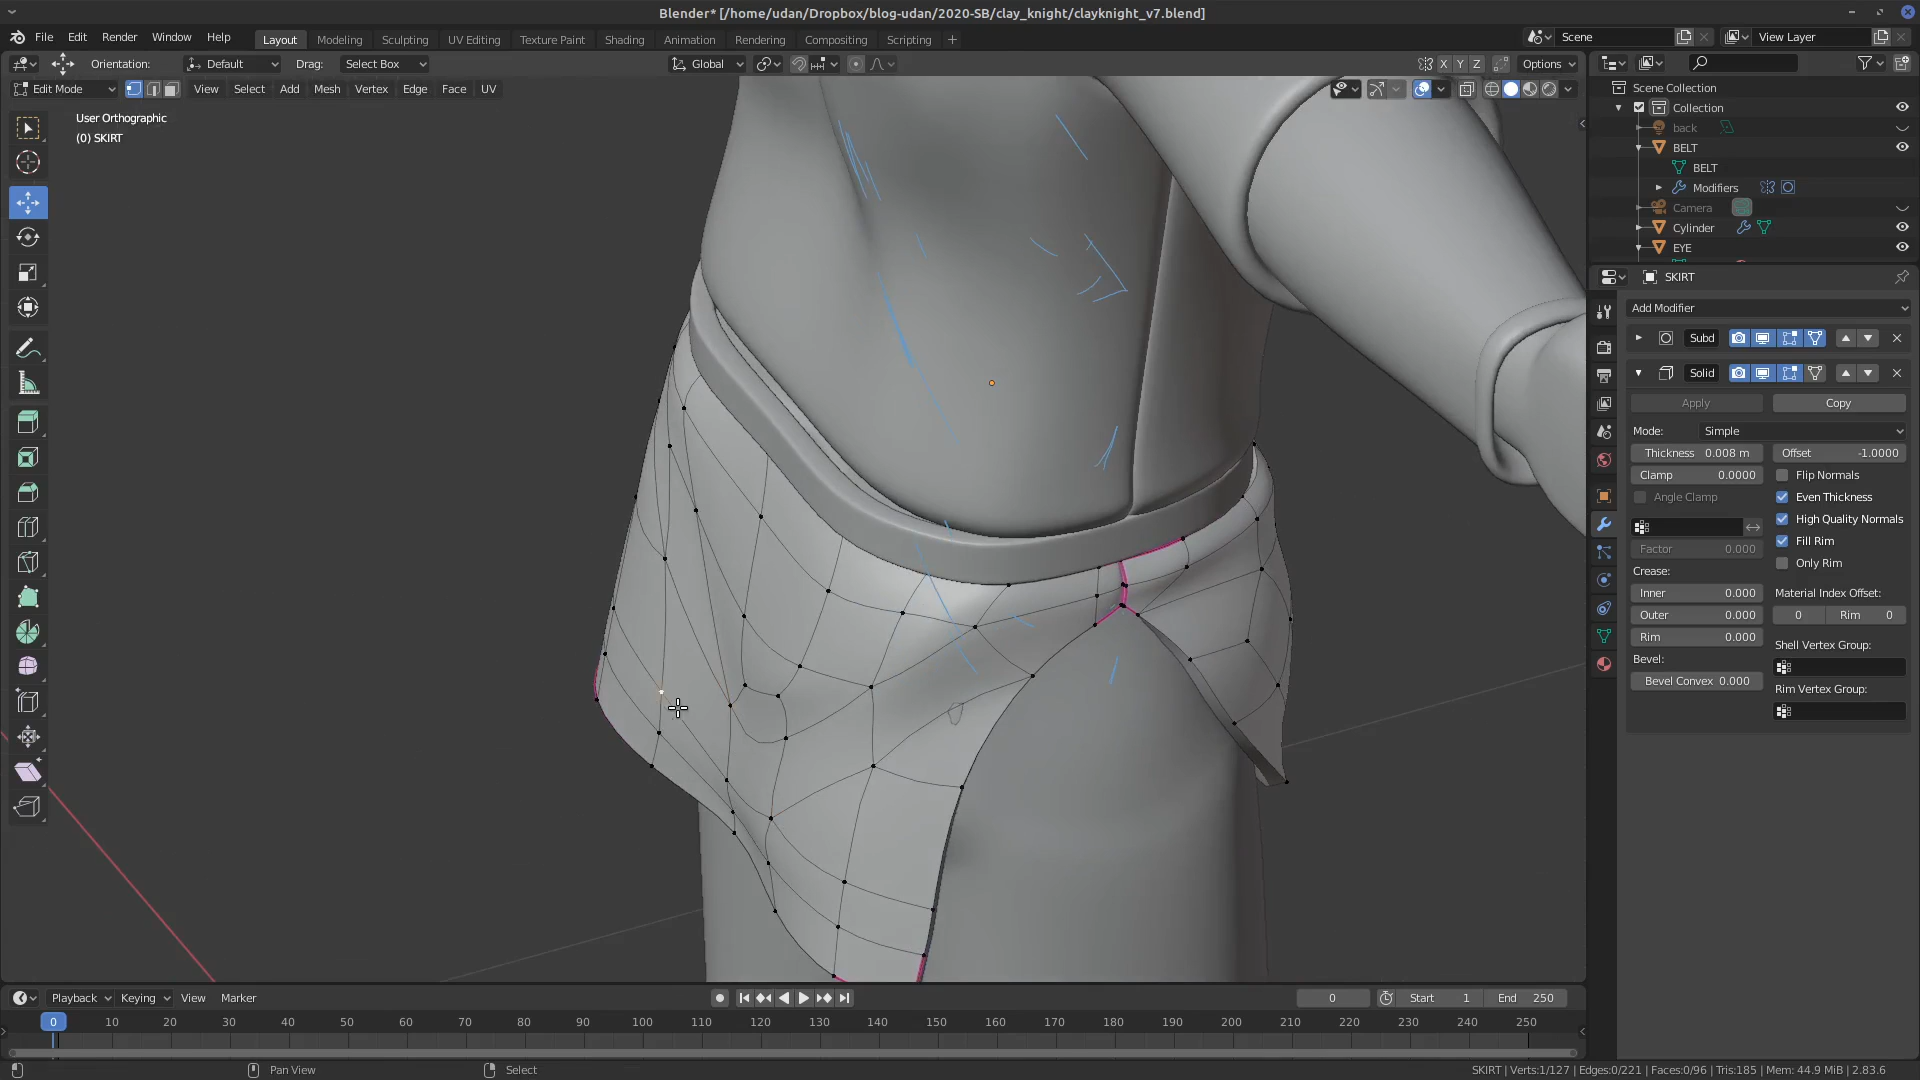 Blender* [/home/udan/Dropbox/blog-udan/2020-SB/clay_knight/clayknight_v7.blend]
File Edit Render Window Help Layout Modeling Sculpting UV Editing Texture Paint Shading Animation Rendering Compositing Scripting + Scene View Layer
Orientation: Default Drag: Select Box Global X Y Z Options
Edit Mode View Select Add Mesh Vertex Edge Face UV
User Orthographic
(0) SKIRT
Scene Collection
Collection
back
BELT
BELT
Modifiers
Camera
Cylinder
EYE
SKIRT
Add Modifier
Subd
Solid
Apply Copy
Mode: Simple
Thickness 0.008 m Offset -1.0000
Clamp 0.0000 Flip Normals
Angle Clamp Even Thickness
High Quality Normals
Factor 0.000 Fill Rim
Only Rim
Crease:
Inner 0.000 Material Index Offset:
Outer 0.000 0 Rim 0
Rim 0.000 Shell Vertex Group:
Bevel:
Bevel Convex 0.000 Rim Vertex Group:
Playback Keying View Marker 0 Start 1 End 250
0 10 20 30 40 50 60 70 80 90 100 110 120 130 140 150 160 170 180 190 200 210 220 230 240 250
Pan View Select SKIRT | Verts:1/127 | Edges:0/221 | Faces:0/96 | Tris:185 | Mem: 44.9 MiB | 2.83.6